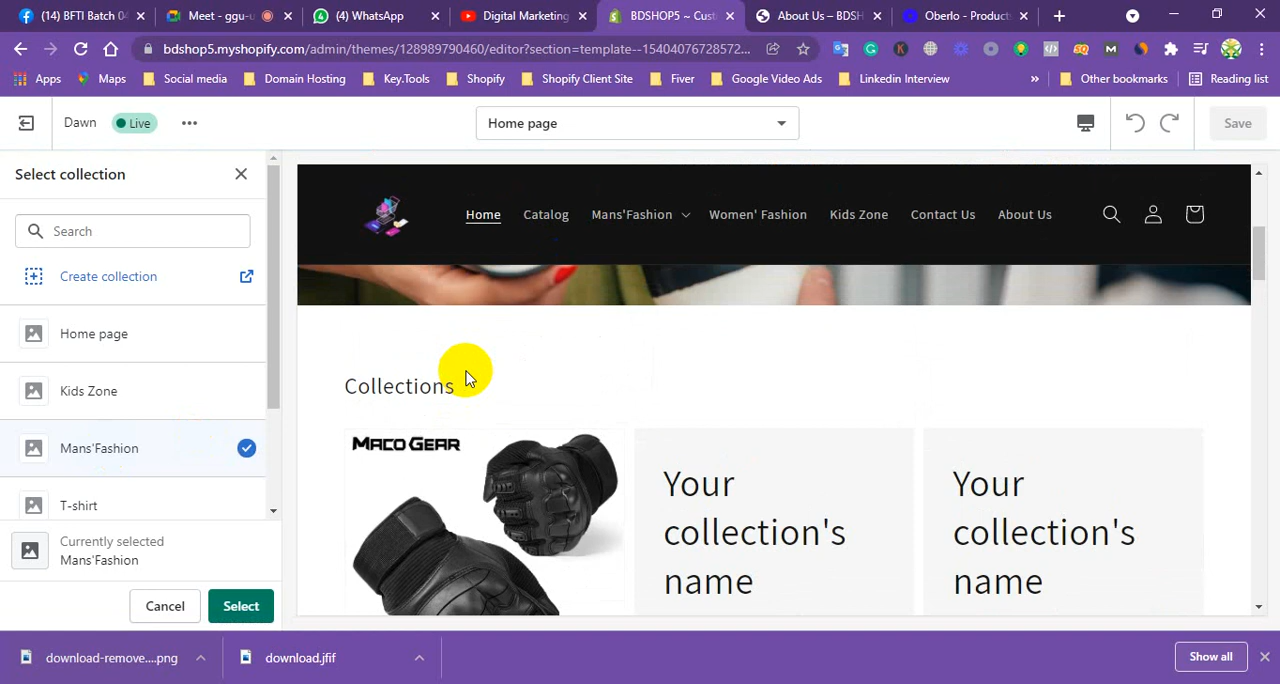 (14) BFTI Batch 04
Meet - ggu-u
(4) WhatsApp
Digital Marketing
BDSHOP5 ~ Cust
About Us – BDSH
Oberlo - Products
bdshop5.myshopify.com/admin/themes/128989790460/editor?section=template--15404076728572...
Apps
Maps
Social media
Domain Hosting
Key.Tools
Shopify
Shopify Client Site
Fiver
Google Video Ads
Linkedin Interview
»
Other bookmarks
Reading list
Dawn
Live
Home page
Save
Select collection
Search
Create collection
Home page
Kids Zone
Mans'Fashion
T-shirt
Currently selected
Mans'Fashion
Cancel
Select
Home
Catalog
Mans'Fashion
Women' Fashion
Kids Zone
Contact Us
About Us
Collections
MACO GEAR
Your
collection's
name
Your
collection's
name
download-remove....png
download.jfif
Show all